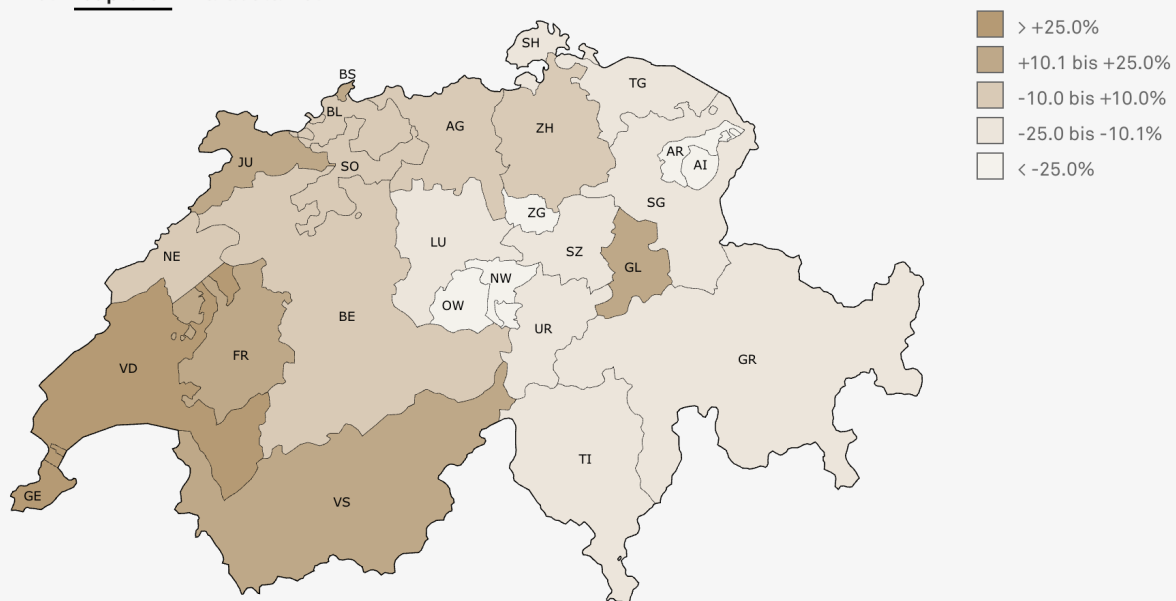 > +25.0%
+10.1 bis +25.0%
-10.0 bis +10.0%
-25.0 bis -10.1%
< -25.0%
SH
BS
TG
BL
AG
ZH
AR
AI
JU
SO
SG
ZG
LU
SZ
NE
GL
NW
OW
BE
UR
FR
VD
GR
TI
GE
VS